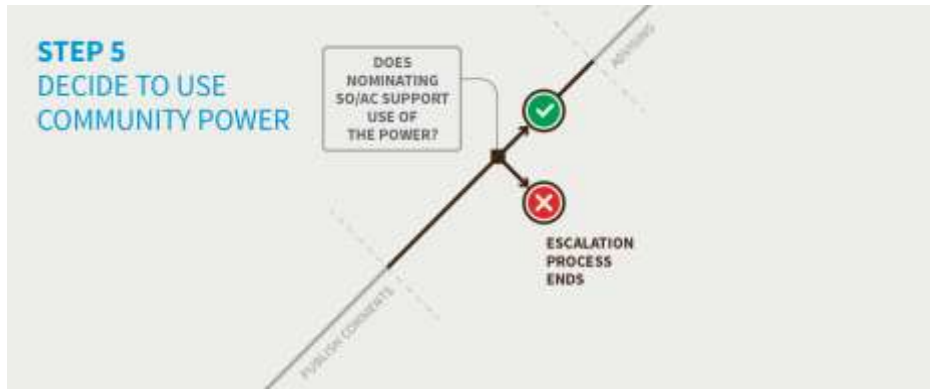 STEP 5
DECIDE TO USE
COMMUNITY POWER
DOES
NOMINATING
SO/AC SUPPORT
USE OF
THE POWER?
ADVISING
ESCALATION
PROCESS
ENDS
PUBLISH COMMENTS